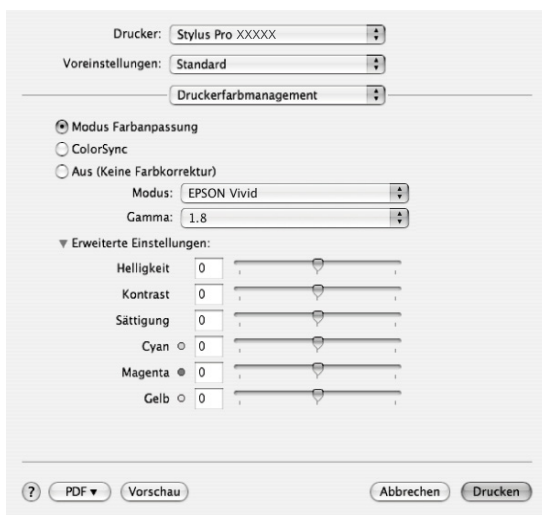 Drucker: Stylus Pro XXXXX
Voreinstellungen: Standard
Druckerfarbmanagement
Modus Farbanpassung
ColorSync
Aus (Keine Farbkorrektur)
Modus: EPSON Vivid
Gamma: 1.8
▼ Erweiterte Einstellungen:
Helligkeit 0
Kontrast 0
Sättigung 0
Cyan 0
Magenta 0
Gelb 0
? PDF ▼ Vorschau Abbrechen Drucken